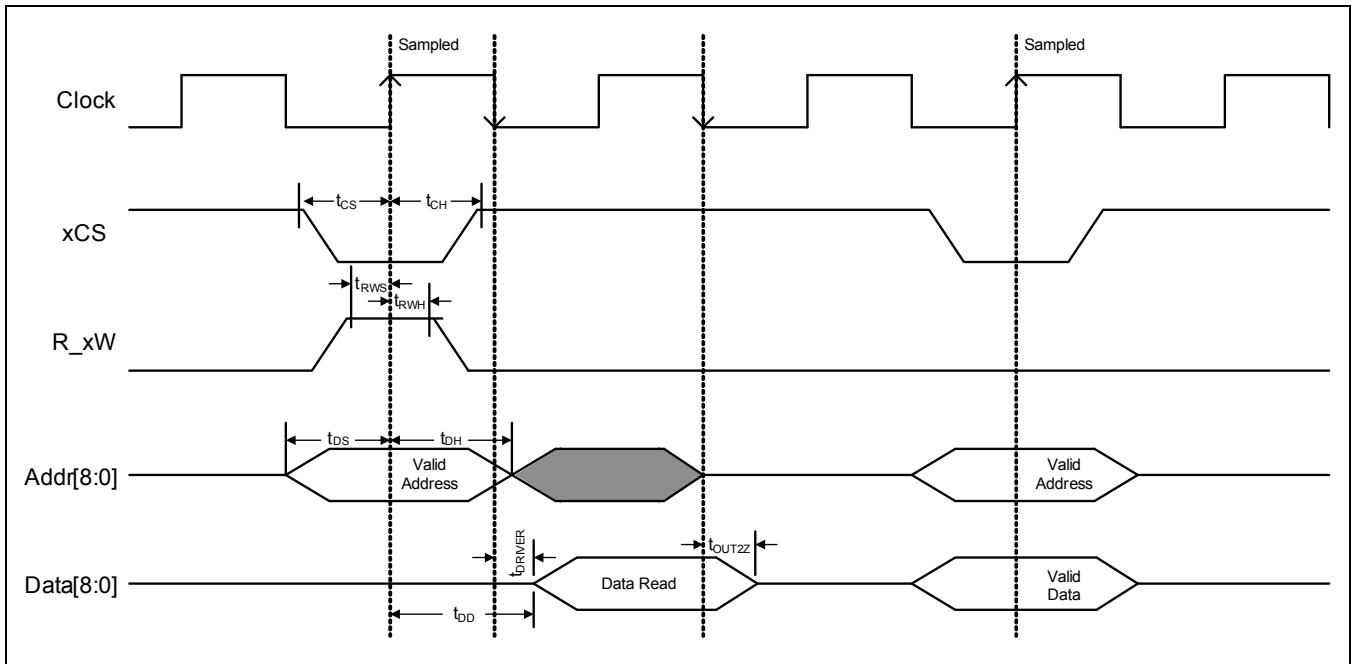 Sampled
Sampled
Clock
tCS
tCH
xCS
tRWS
tRWH
R_xW
tDS
tDH
Addr[8:0]
Valid
Address
Valid
Address
tDRIVER
tOUT2Z
Data[8:0]
Data Read
Valid
Data
tDD